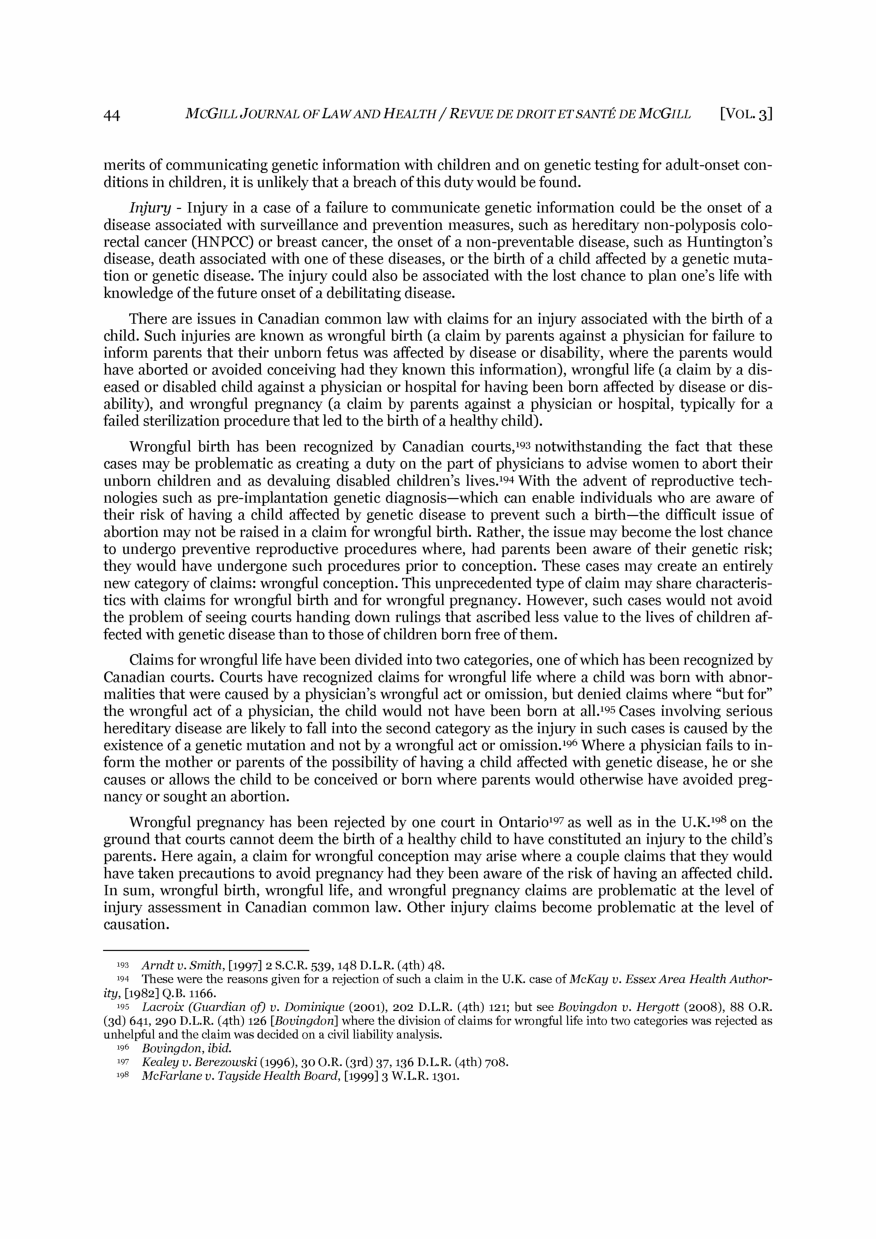 44 MCGILL JOURNAL OF LAW AND HEALTH / REVUE DE DROIT ET SANTÉ DE MCGILL [VOL. 3]
merits of communicating genetic information with children and on genetic testing for adult-onset con-
ditions in children, it is unlikely that a breach of this duty would be found.
Injury - Injury in a case of a failure to communicate genetic information could be the onset of a
disease associated with surveillance and prevention measures, such as hereditary non-polyposis colo-
rectal cancer (HNPCC) or breast cancer, the onset of a non-preventable disease, such as Huntington's
disease, death associated with one of these diseases, or the birth of a child affected by a genetic muta-
tion or genetic disease. The injury could also be associated with the lost chance to plan one's life with
knowledge of the future onset of a debilitating disease.
There are issues in Canadian common law with claims for an injury associated with the birth of a
child. Such injuries are known as wrongful birth (a claim by parents against a physician for failure to
inform parents that their unborn fetus was affected by disease or disability, where the parents would
have aborted or avoided conceiving had they known this information), wrongful life (a claim by a dis-
eased or disabled child against a physician or hospital for having been born affected by disease or dis-
ability), and wrongful pregnancy (a claim by parents against a physician or hospital, typically for a
failed sterilization procedure that led to the birth of a healthy child).
Wrongful birth has been recognized by Canadian courts,193 notwithstanding the fact that these
cases may be problematic as creating a duty on the part of physicians to advise women to abort their
unborn children and as devaluing disabled children's lives.194 With the advent of reproductive tech-
nologies such as pre-implantation genetic diagnosis—which can enable individuals who are aware of
their risk of having a child affected by genetic disease to prevent such a birth—the difficult issue of
abortion may not be raised in a claim for wrongful birth. Rather, the issue may become the lost chance
to undergo preventive reproductive procedures where, had parents been aware of their genetic risk;
they would have undergone such procedures prior to conception. These cases may create an entirely
new category of claims: wrongful conception. This unprecedented type of claim may share characteris-
tics with claims for wrongful birth and for wrongful pregnancy. However, such cases would not avoid
the problem of seeing courts handing down rulings that ascribed less value to the lives of children af-
fected with genetic disease than to those of children born free of them.
Claims for wrongful life have been divided into two categories, one of which has been recognized by
Canadian courts. Courts have recognized claims for wrongful life where a child was born with abnor-
malities that were caused by a physician's wrongful act or omission, but denied claims where "but for"
the wrongful act of a physician, the child would not have been born at all.195 Cases involving serious
hereditary disease are likely to fall into the second category as the injury in such cases is caused by the
existence of a genetic mutation and not by a wrongful act or omission.196 Where a physician fails to in-
form the mother or parents of the possibility of having a child affected with genetic disease, he or she
causes or allows the child to be conceived or born where parents would otherwise have avoided preg-
nancy or sought an abortion.
Wrongful pregnancy has been rejected by one court in Ontario197 as well as in the U.K.198 on the
ground that courts cannot deem the birth of a healthy child to have constituted an injury to the child's
parents. Here again, a claim for wrongful conception may arise where a couple claims that they would
have taken precautions to avoid pregnancy had they been aware of the risk of having an affected child.
In sum, wrongful birth, wrongful life, and wrongful pregnancy claims are problematic at the level of
injury assessment in Canadian common law. Other injury claims become problematic at the level of
causation.
193 Arndt v. Smith, [1997] 2 S.C.R. 539, 148 D.L.R. (4th) 48.
194 These were the reasons given for a rejection of such a claim in the U.K. case of McKay v. Essex Area Health Author-
ity, [1982] Q.B. 1166.
195 Lacroix (Guardian of) v. Dominique (2001), 202 D.L.R. (4th) 121; but see Bovingdon v. Hergott (2008), 88 O.R.
(3d) 641, 290 D.L.R. (4th) 126 [Bovingdon] where the division of claims for wrongful life into two categories was rejected as
unhelpful and the claim was decided on a civil liability analysis.
196 Bovingdon, ibid.
197 Kealey v. Berezowski (1996), 30 O.R. (3rd) 37, 136 D.L.R. (4th) 708.
198 McFarlane v. Tayside Health Board, [1999] 3 W.L.R. 1301.